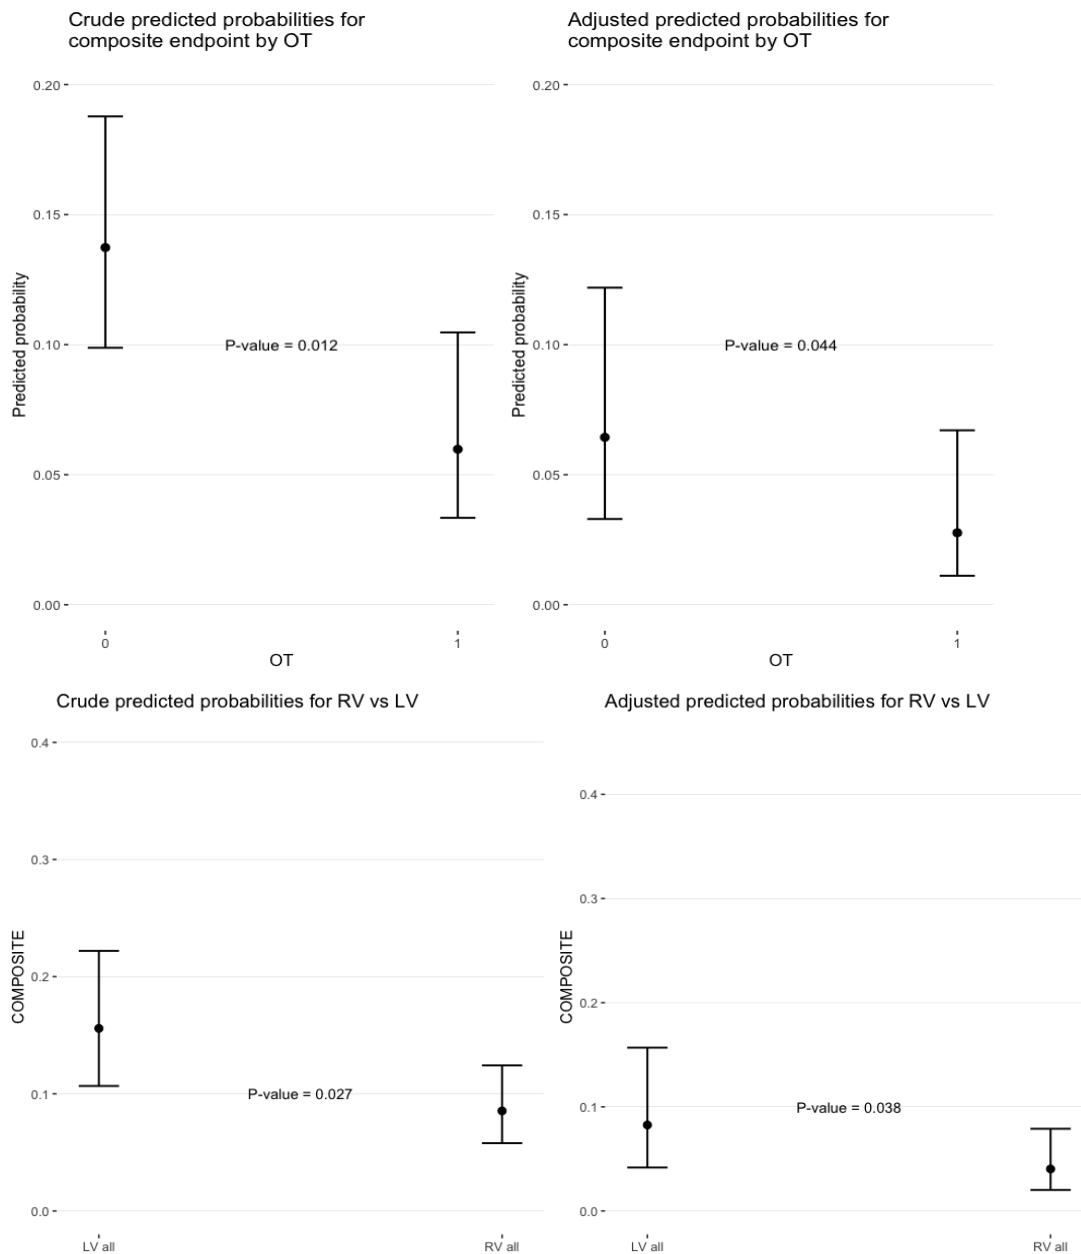 Crude predicted probabilities for
composite endpoint by OT
0.20
0.15
0.10
0.05
0.00
Predicted probability
P-value = 0.012
0
1
OT
Adjusted predicted probabilities for
composite endpoint by OT
0.20
0.15
0.10
0.05
0.00
Predicted probability
P-value = 0.044
0
1
OT
Crude predicted probabilities for RV vs LV
0.4
0.3
0.2
0.1
0.0
COMPOSITE
P-value = 0.027
LV all
RV all
Adjusted predicted probabilities for RV vs LV
0.4
0.3
0.2
0.1
0.0
COMPOSITE
P-value = 0.038
LV all
RV all